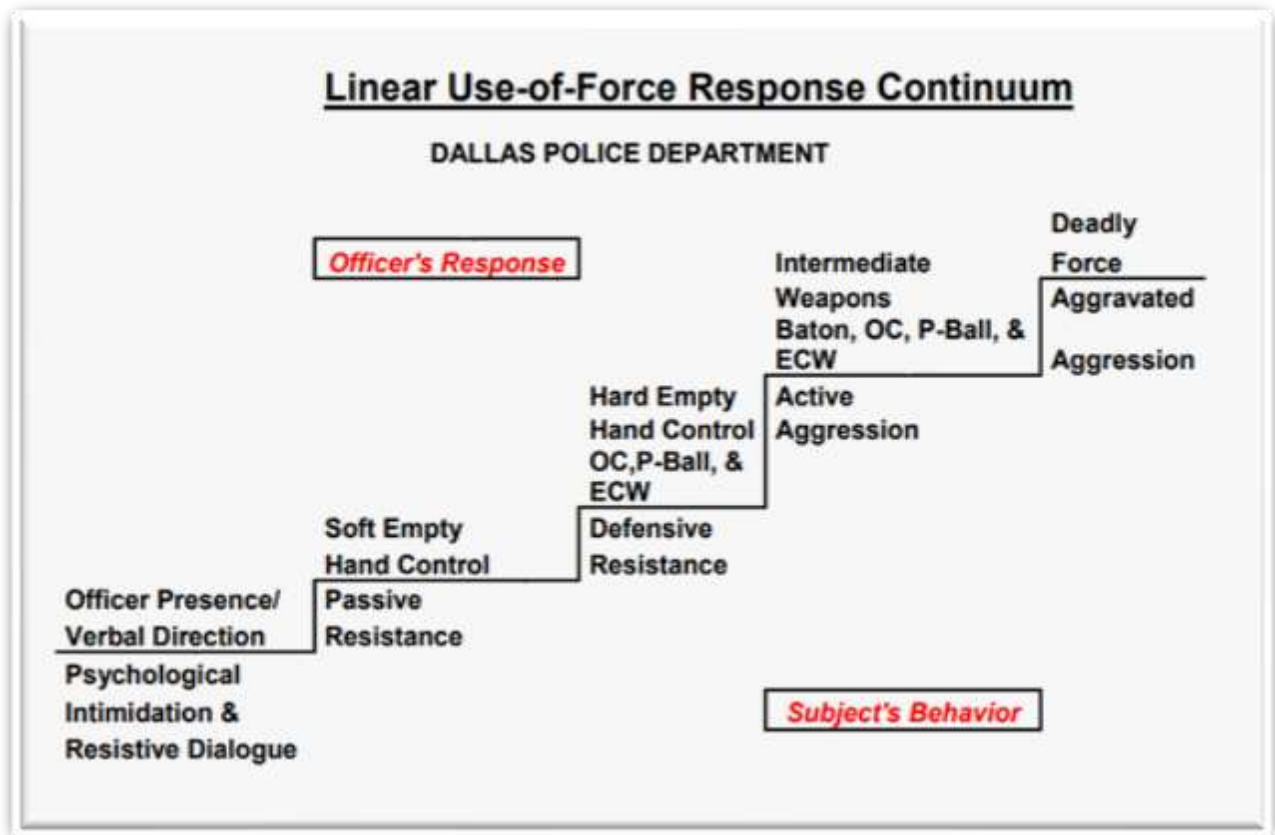 Linear Use-of-Force Response Continuum
DALLAS POLICE DEPARTMENT
Officer's Response
Deadly
Force
Aggravated
Aggression
Intermediate
Weapons
Baton, OC, P-Ball, &
ECW
Active
Aggression
Hard Empty
Hand Control
OC,P-Ball, &
ECW
Defensive
Resistance
Soft Empty
Hand Control
Passive
Resistance
Officer Presence/
Verbal Direction
Psychological
Intimidation &
Resistive Dialogue
Subject's Behavior